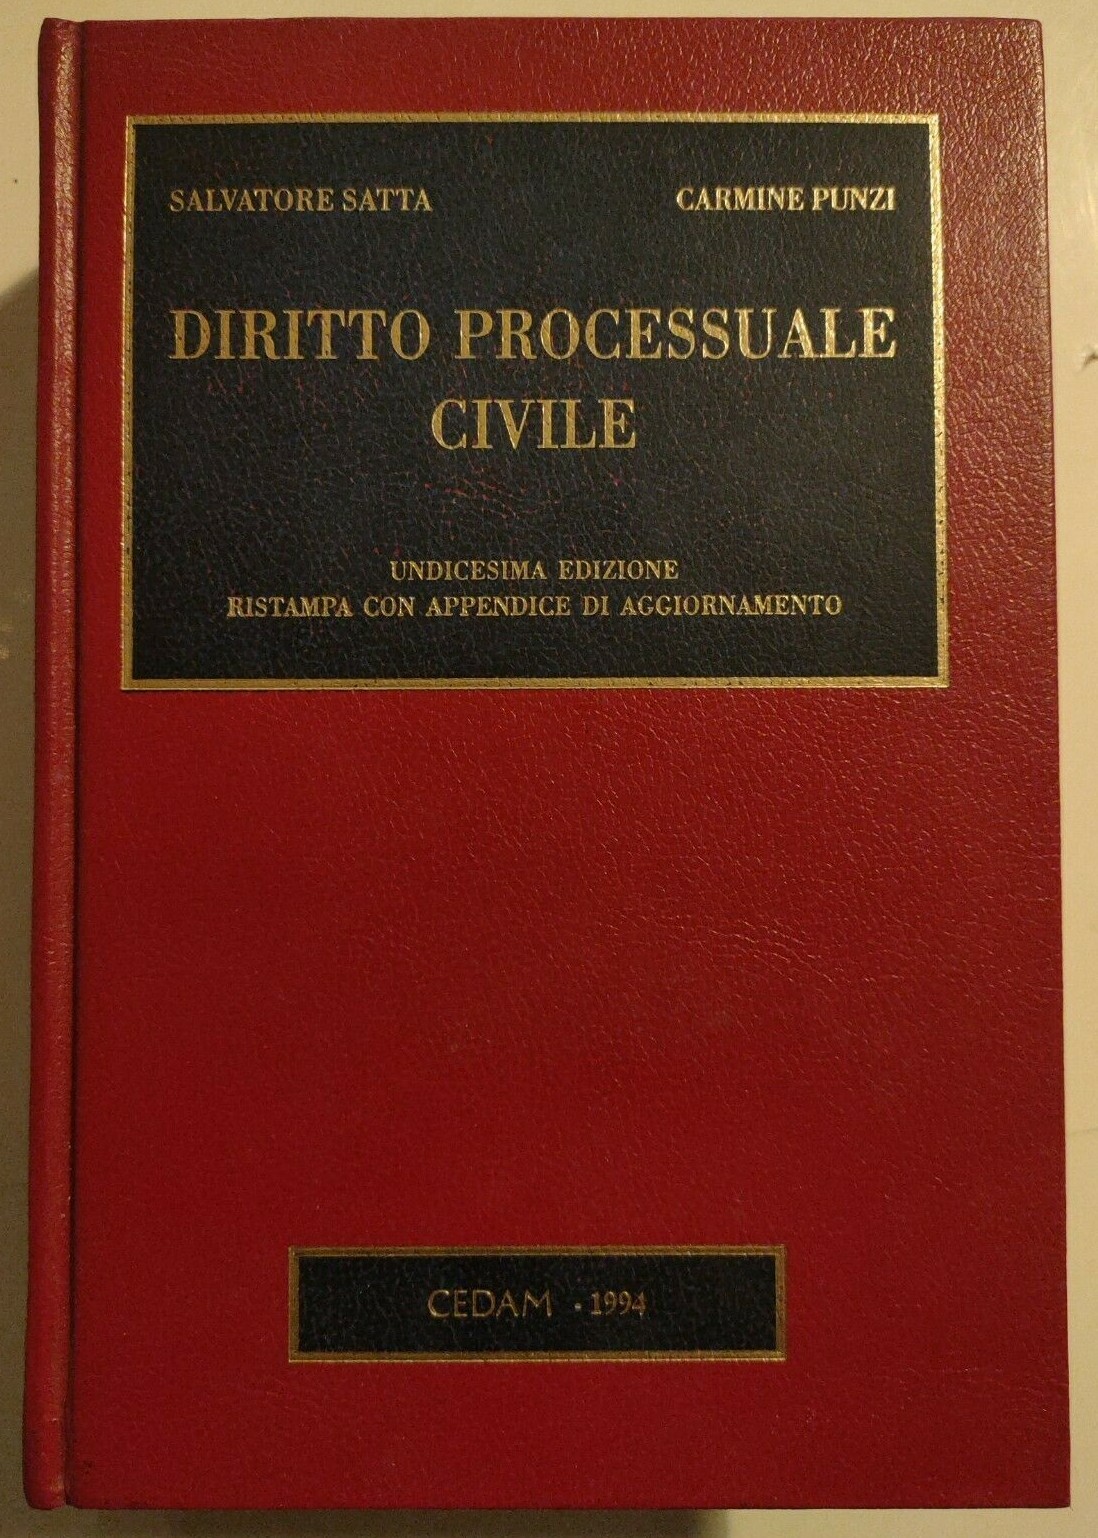 SALVATORE SATTA CARMINE PUNZI
DIRITTO PROCESSUALE
CIVILE
UNDICESIMA EDIZIONE
RISTAMPA CON APPENDICE DI AGGIORNAMENTO
CEDAM · 1994